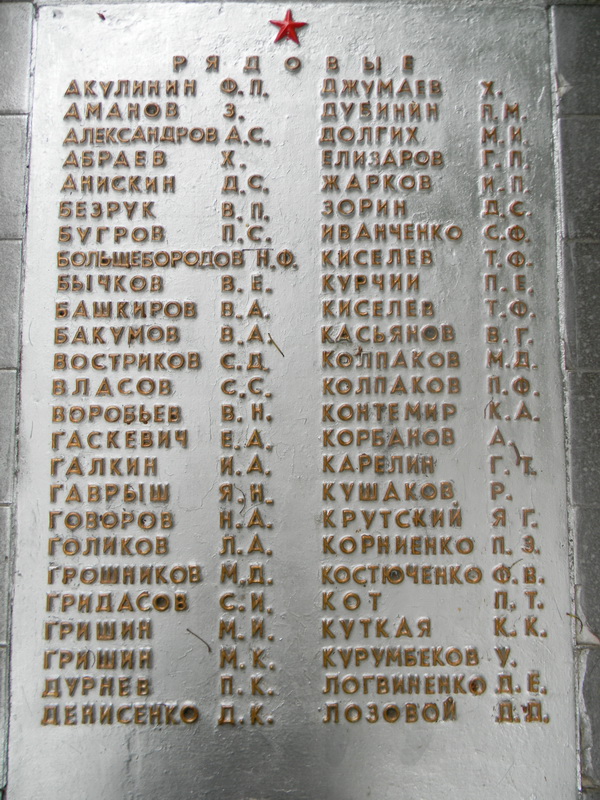 РЯДОВЫЕ
АКУЛИНИН Ф.П.
АМАНОВ З.
АЛЕКСАНДРОВ А.С.
АБРАЕВ Х.
АНИСКИН Д.С.
БЕЗРУК В.П.
БУГРОВ П.С.
БОЛЬЩЕБОРОДОВ Н.Ф.
БЫЧКОВ В.Е.
БАШКИРОВ В.А.
БАКУМОВ В.А.
ВОСТРИКОВ С.Д.
ВЛАСОВ С.С.
ВОРОБЬЕВ В.Н.
ГАСКЕВИЧ Е.А.
ГАЛКИН И.А.
ГАВРЫШ Я.Н.
ГОВОРОВ Н.А.
ГОЛИКОВ Л.А.
ГРОШНИКОВ М.Д.
ГРИДАСОВ С.И.
ГРИШИН М.И.
ГРИШИН М.К.
ДУРНЕВ П.К.
ДЕНИСЕНКО Д.К.
ДЖУМАЕВ Х.
ДУБИНИН П.М.
ДОЛГИХ М.И.
ЕЛИЗАРОВ Г.П.
ЖАРКОВ И.П.
ЗОРИН Д.С.
ИВАНЧЕНКО С.Ф.
КИСЕЛЕВ Т.Ф.
КУРЧИИ П.Е.
КИСЕЛЕВ Т.Ф.
КАСЬЯНОВ В.Г.
КОЛПАКОВ М.Д.
КОЛПАКОВ П.Ф.
КОНТЕМИР К.А.
КОРБАНОВ А.
КАРЕЛИН Г.Т.
КУШАКОВ Р.
КРУТСКИЙ Я Г.
КОРНИЕНКО П.Э.
КОСТЮЧЕНКО Ф.В.
КОТ П.Т.
КУТКАЯ К.К.
КУРУМБЕКОВ У.
ЛОГВИНЕНКО Д.Е.
ЛОЗОВОЙ Д.Д.